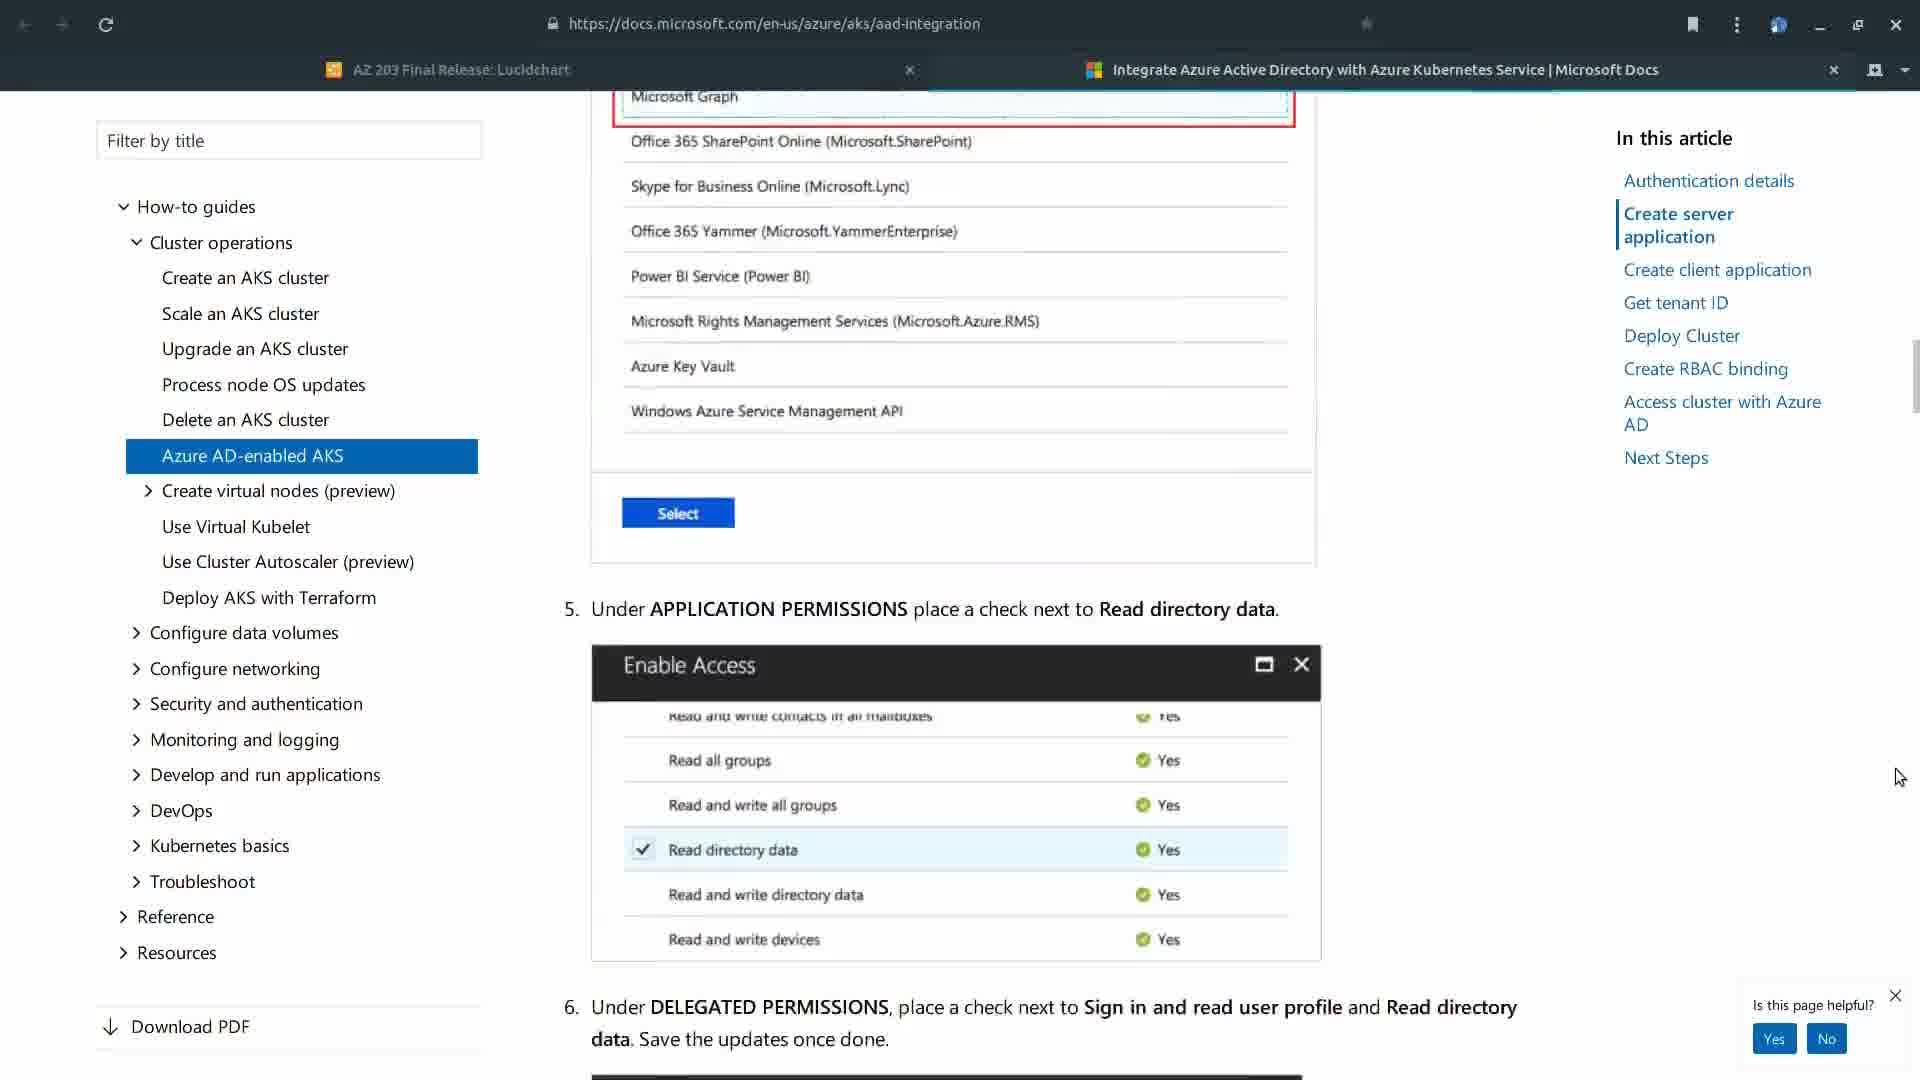 https://docs.microsoft.com/en-us/azure/aks/aad-integration
AZ 203 Final Release: Lucidchart
Integrate Azure Active Directory with Azure Kubernetes Service | Microsoft Docs
Filter by title
How-to guides
Cluster operations
Create an AKS cluster
Scale an AKS cluster
Upgrade an AKS cluster
Process node OS updates
Delete an AKS cluster
Azure AD-enabled AKS
Create virtual nodes (preview)
Use Virtual Kubelet
Use Cluster Autoscaler (preview)
Deploy AKS with Terraform
Configure data volumes
Configure networking
Security and authentication
Monitoring and logging
Develop and run applications
DevOps
Kubernetes basics
Troubleshoot
Reference
Resources
Download PDF
Microsoft Graph
Office 365 SharePoint Online (Microsoft.SharePoint)
Skype for Business Online (Microsoft.Lync)
Office 365 Yammer (Microsoft.YammerEnterprise)
Power BI Service (Power BI)
Microsoft Rights Management Services (Microsoft.Azure.RMS)
Azure Key Vault
Windows Azure Service Management API
Select
5. Under APPLICATION PERMISSIONS place a check next to Read directory data.
Enable Access
Read and write contacts in all mailboxes Yes
Read all groups Yes
Read and write all groups Yes
Read directory data Yes
Read and write directory data Yes
Read and write devices Yes
6. Under DELEGATED PERMISSIONS, place a check next to Sign in and read user profile and Read directory
data. Save the updates once done.
In this article
Authentication details
Create server
application
Create client application
Get tenant ID
Deploy Cluster
Create RBAC binding
Access cluster with Azure
AD
Next Steps
Is this page helpful?
Yes No